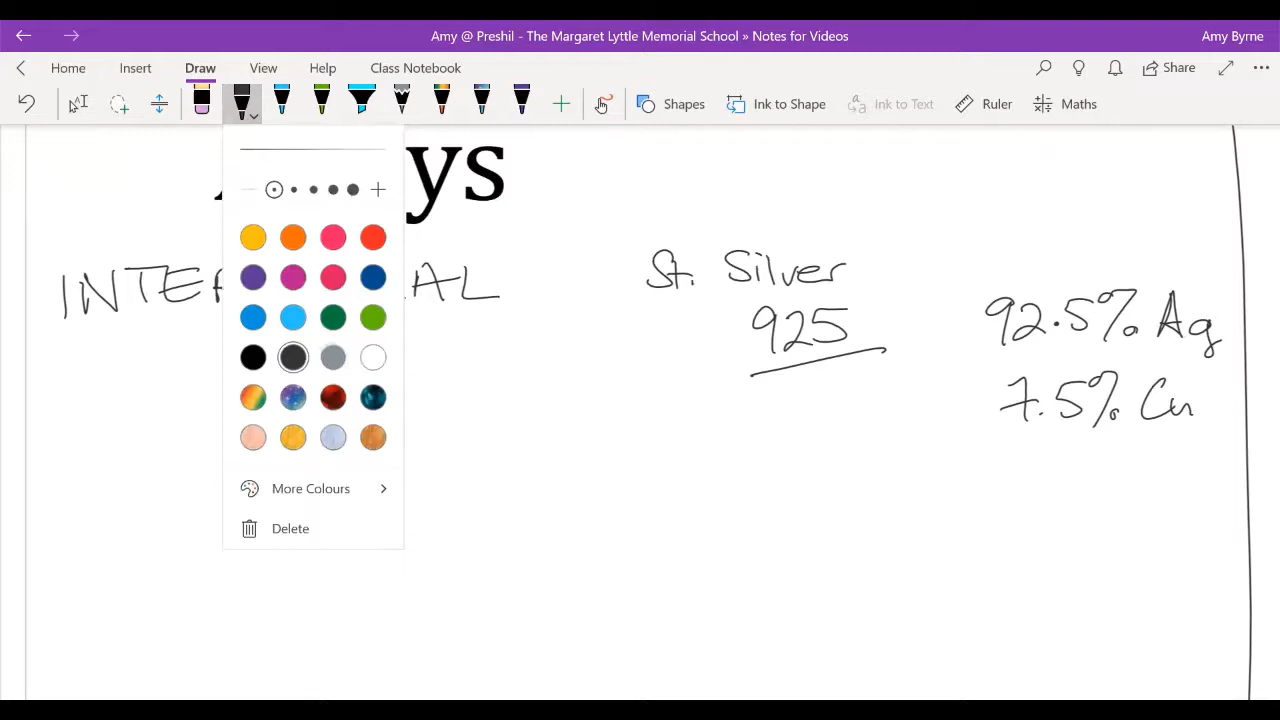 Amy @ Preshil - The Margaret Lyttle Memorial School » Notes for Videos
Amy Byrne
Home Insert Draw View Help Class Notebook
Share
Shapes
Ink to Shape
Ink to Text
Ruler
Maths
ys
INTE AL
St. Silver
925
92.5% Ag
7.5% Cu
More Colours
Delete